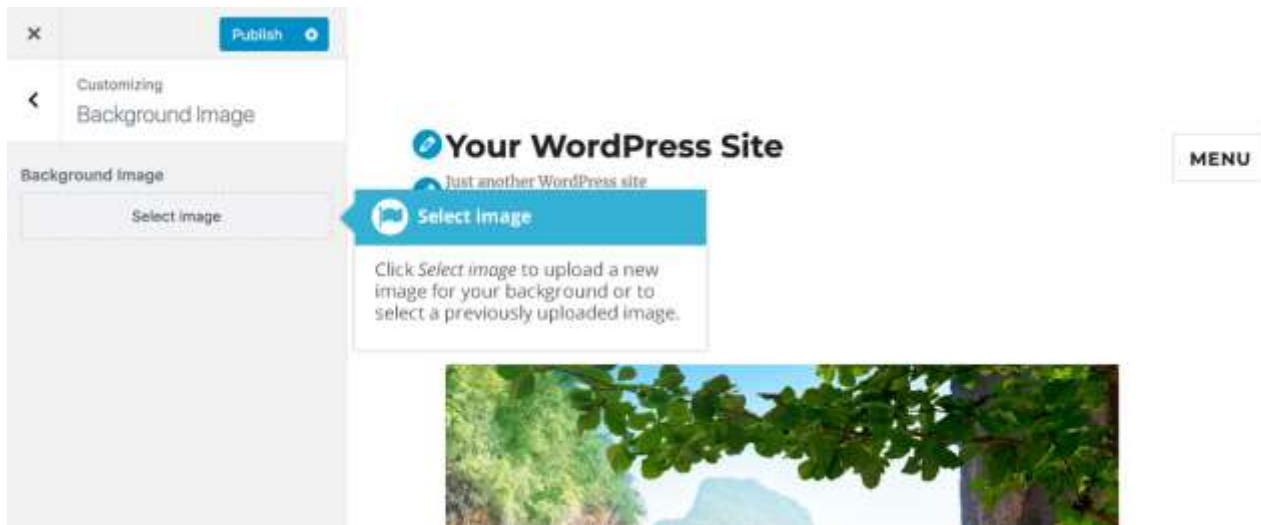 Publish
Customizing
Background Image
Background Image
Select image
Your WordPress Site
Just another WordPress site
MENU
Select image
Click Select image to upload a new
image for your background or to
select a previously uploaded image.